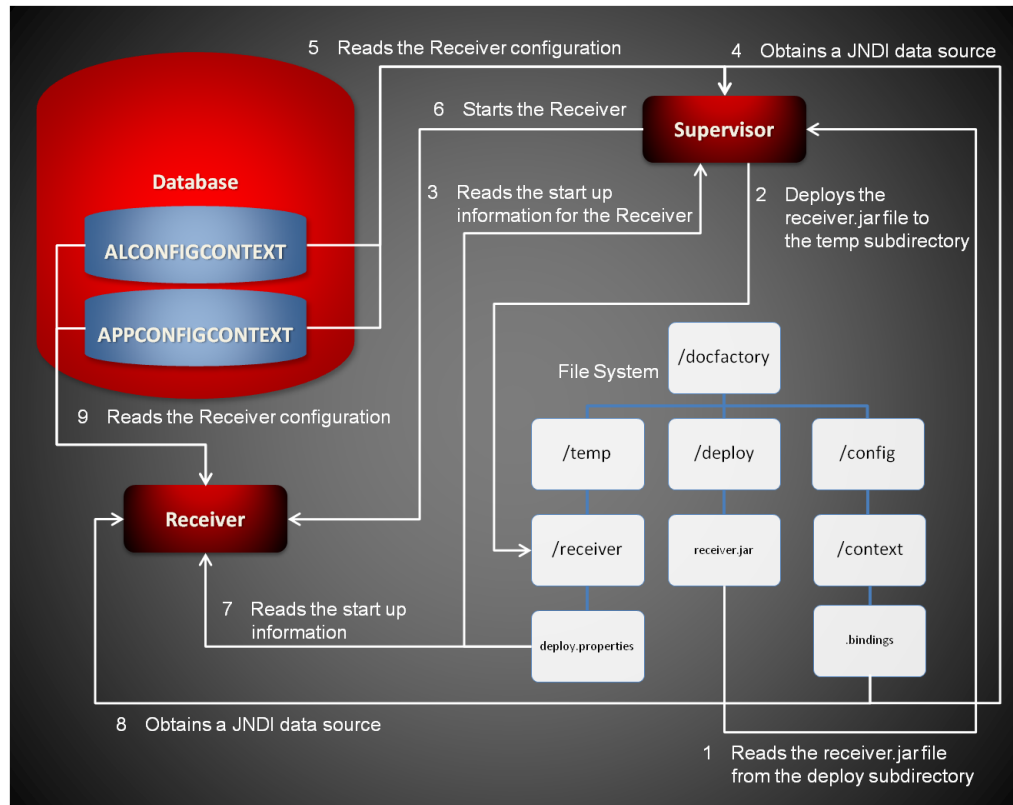 5 Reads the Receiver configuration
4 Obtains a JNDI data source
6 Starts the Receiver
Supervisor
Database
3 Reads the start up
information for the Receiver
2 Deploys the
receiver.jar file to
the temp subdirectory
ALCONFIGCONTEXT
APPCONFIGCONTEXT
File System
/docfactory
9 Reads the Receiver configuration
/temp
/deploy
/config
Receiver
/receiver
receiver.jar
/context
7 Reads the start up
information
deploy.properties
.bindings
8 Obtains a JNDI data source
1 Reads the receiver.jar file
from the deploy subdirectory